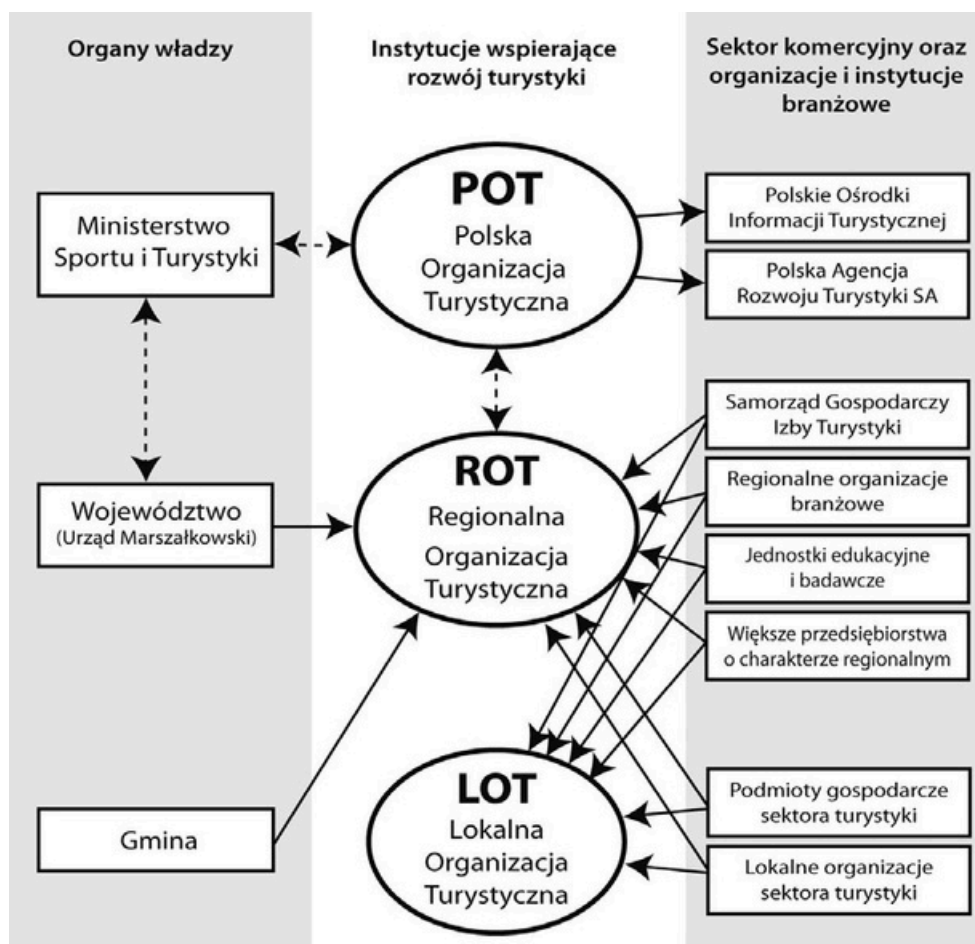 Organy władzy
Instytucje wspierające
rozwój turystyki
Sektor komercyjny oraz
organizacje i instytucje
branżowe
Ministerstwo
Sportu i Turystyki
Województwo
(Urząd Marszałkowski)
Gmina
POT
Polska
Organizacja
Turystyczna
ROT
Regionalna
Organizacja
Turystyczna
LOT
Lokalna
Organizacja
Turystyczna
Polskie Ośrodki
Informacji Turystycznej
Polska Agencja
Rozwoju Turystyki SA
Samorząd Gospodarczy
Izby Turystyki
Regionalne organizacje
branżowe
Jednostki edukacyjne
i badawcze
Większe przedsiębiorstwa
o charakterze regionalnym
Podmioty gospodarcze
sektora turystyki
Lokalne organizacje
sektora turystyki